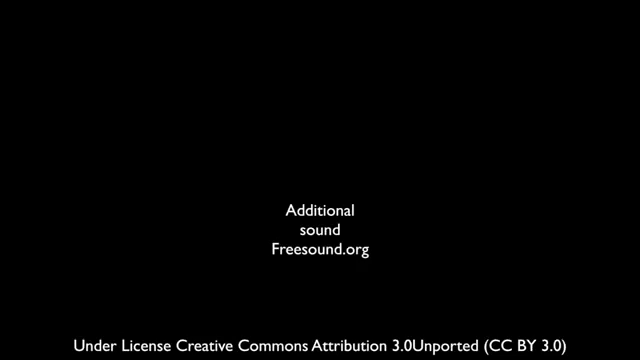 Additional
sound
Freesound.org
Under License Creative Commons Attribution 3.0Unported (CC BY 3.0)